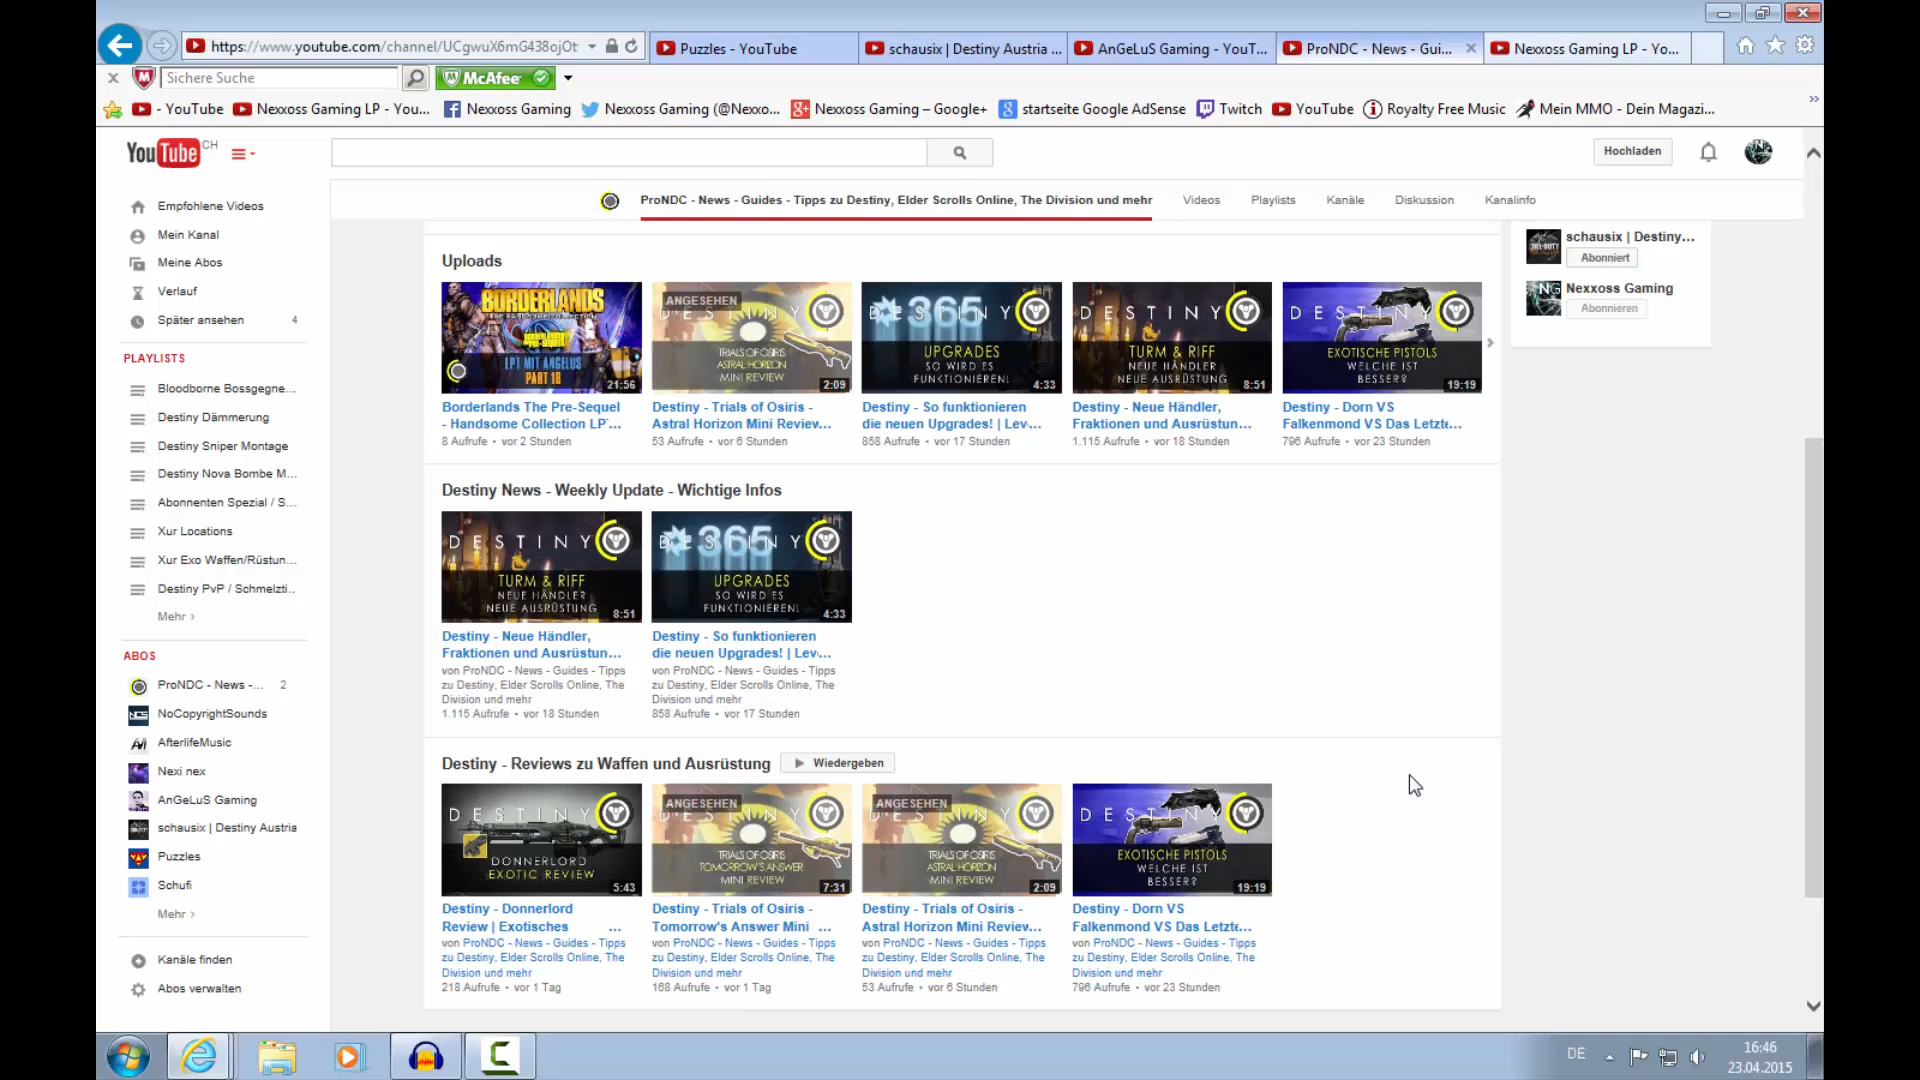 https://www.youtube.com/channel/UCgwuX6mG438ojOt
Puzzles - YouTube
schausix | Destiny Austria ...
AnGeLuS Gaming - YouT...
ProNDC - News - Gui...
Nexxoss Gaming LP - Yo...
Sichere Suche
McAfee
- YouTube
Nexxoss Gaming LP - You...
Nexxoss Gaming
Nexxoss Gaming (@Nexxo...
Nexxoss Gaming – Google+
startseite Google AdSense
Twitch
YouTube
Royalty Free Music
Mein MMO - Dein Magazi...
YouTube CH
Hochladen
ProNDC - News - Guides - Tipps zu Destiny, Elder Scrolls Online, The Division und mehr
Videos
Playlists
Kanäle
Diskussion
Kanalinfo
Empfohlene Videos
Mein Kanal
Meine Abos
Verlauf
Später ansehen 4
PLAYLISTS
Bloodborne Bossgegne...
Destiny Dämmerung
Destiny Sniper Montage
Destiny Nova Bombe M...
Abonnenten Spezial / S...
Xur Locations
Xur Exo Waffen/Rüstun...
Destiny PvP / Schmelzti..
Mehr ›
ABOS
ProNDC - News -... 2
NoCopyrightSounds
AfterlifeMusic
Nexi nex
AnGeLuS Gaming
schausix | Destiny Austria
Puzzles
Schufi
Mehr ›
Kanäle finden
Abos verwalten
Uploads
BORDERLANDS
LPT MIT ANGELUS
PART 18
21:56
Borderlands The Pre-Sequel
- Handsome Collection LP ...
8 Aufrufe • vor 2 Stunden
ANGESEHEN
DESTINY
TRIALS OF OSIRIS
ASTRAL HORIZON
MINI REVIEW
2:09
Destiny - Trials of Osiris -
Astral Horizon Mini Review...
53 Aufrufe • vor 6 Stunden
365
DESTINY
UPGRADES
SO WIRD ES
FUNKTIONIEREN!
4:33
Destiny - So funktionieren
die neuen Upgrades! | Lev...
858 Aufrufe • vor 17 Stunden
DESTINY
TURM & RIFF
NEUE HÄNDLER
NEUE AUSRÜSTUNG
8:51
Destiny - Neue Händler,
Fraktionen und Ausrüstun...
1.115 Aufrufe • vor 18 Stunden
DESTINY
EXOTISCHE PISTOLS
WELCHE IST
BESSER?
19:19
Destiny - Dorn VS
Falkenmond VS Das Letzte...
796 Aufrufe • vor 23 Stunden
schausix | Destiny...
Abonniert
Nexxoss Gaming
Abonnieren
Destiny News - Weekly Update - Wichtige Infos
DESTINY
TURM & RIFF
NEUE HÄNDLER
NEUE AUSRÜSTUNG
8:51
Destiny - Neue Händler,
Fraktionen und Ausrüstun...
von ProNDC - News - Guides - Tipps
zu Destiny, Elder Scrolls Online, The
Division und mehr
1.115 Aufrufe • vor 18 Stunden
365
DESTINY
UPGRADES
SO WIRD ES
FUNKTIONIEREN!
4:33
Destiny - So funktionieren
die neuen Upgrades! | Lev...
von ProNDC - News - Guides - Tipps
zu Destiny, Elder Scrolls Online, The
Division und mehr
858 Aufrufe • vor 17 Stunden
Destiny - Reviews zu Waffen und Ausrüstung
Wiedergeben
DESTINY
DONNERLORD
EXOTIC REVIEW
5:43
Destiny - Donnerlord
Review | Exotisches ...
von ProNDC - News - Guides - Tipps
zu Destiny, Elder Scrolls Online, The
Division und mehr
218 Aufrufe • vor 1 Tag
ANGESEHEN
DESTINY
TRIALS OF OSIRIS
TOMORROW'S ANSWER
MINI REVIEW
7:31
Destiny - Trials of Osiris -
Tomorrow's Answer Mini ...
von ProNDC - News - Guides - Tipps
zu Destiny, Elder Scrolls Online, The
Division und mehr
168 Aufrufe • vor 1 Tag
ANGESEHEN
DESTINY
TRIALS OF OSIRIS
ASTRAL HORIZON
MINI REVIEW
2:09
Destiny - Trials of Osiris -
Astral Horizon Mini Review...
von ProNDC - News - Guides - Tipps
zu Destiny, Elder Scrolls Online, The
Division und mehr
53 Aufrufe • vor 6 Stunden
DESTINY
EXOTISCHE PISTOLS
WELCHE IST
BESSER?
19:19
Destiny - Dorn VS
Falkenmond VS Das Letzte...
von ProNDC - News - Guides - Tipps
zu Destiny, Elder Scrolls Online, The
Division und mehr
796 Aufrufe • vor 23 Stunden
DE
16:46
23.04.2015